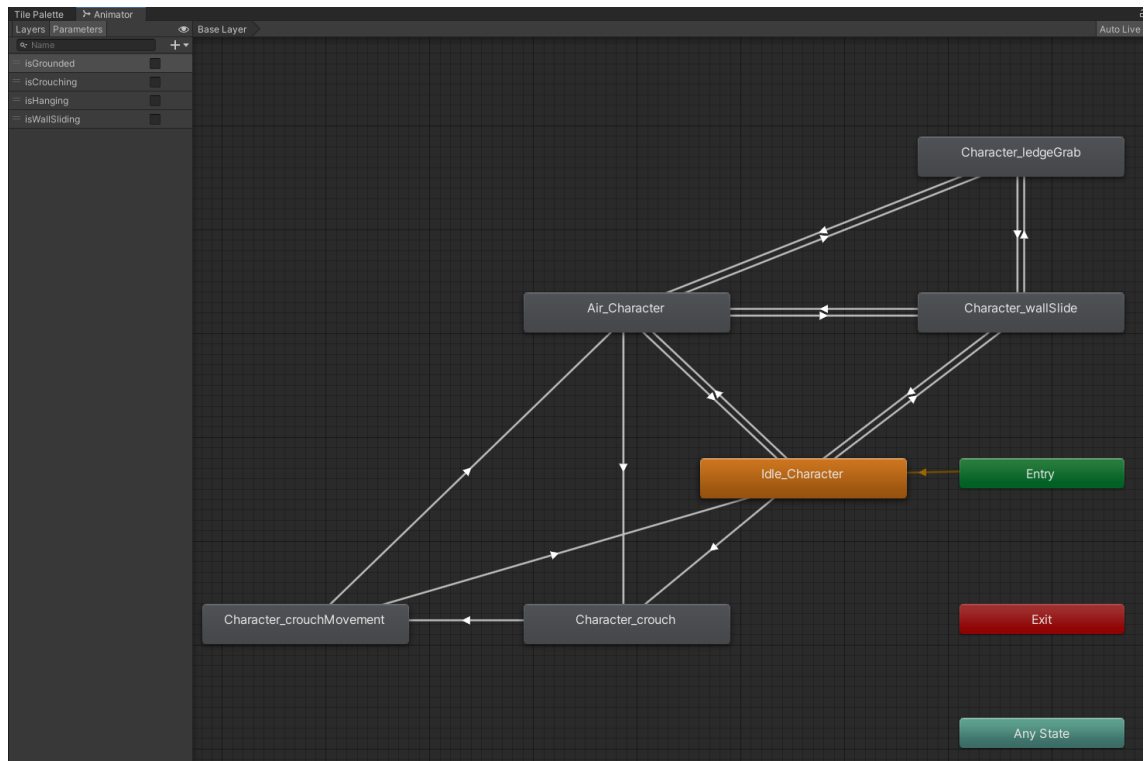 Tile Palette Animator
Layers Parameters Base Layer Auto Live
Name
isGrounded
isCrouching
isHanging
isWallSliding
Character_ledgeGrab
Air_Character Character_wallSlide
Idle_Character Entry
Character_crouchMovement Character_crouch Exit
Any State